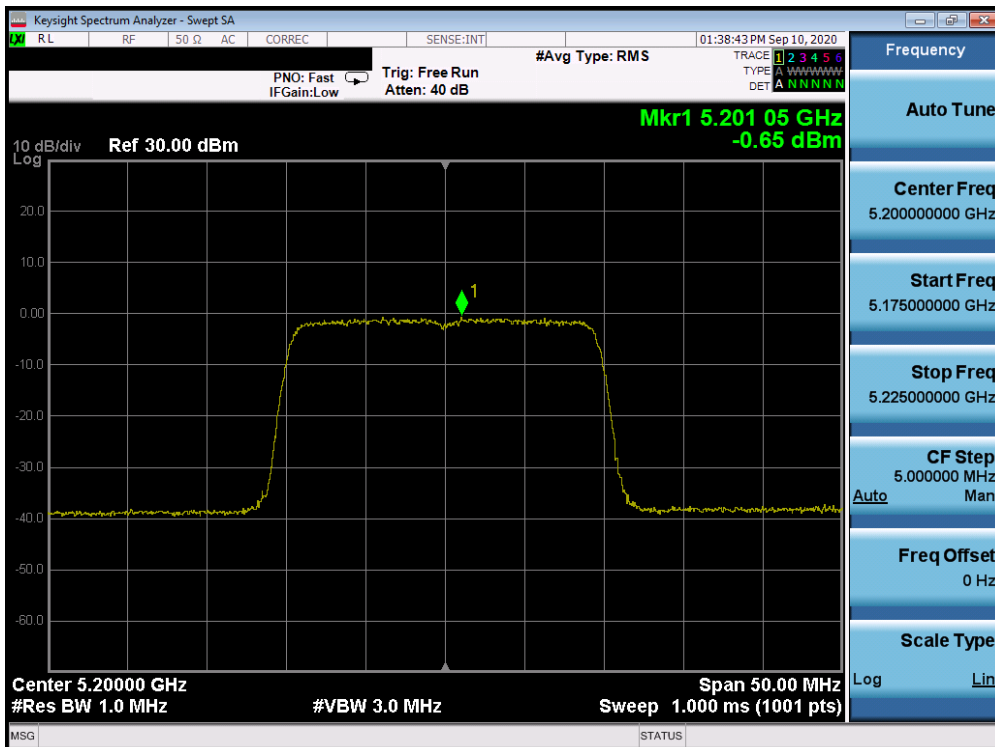 Keysight Spectrum Analyzer - Swept SA
LXI RL RF 50 Ω AC CORREC SENSE:INT 01:38:43 PM Sep 10, 2020
#Avg Type: RMS
TRACE 1 2 3 4 5 6
PNO: Fast Trig: Free Run TYPE A WWWWW
IFGain:Low Atten: 40 dB DET A N N N N N
Mkr1 5.201 05 GHz
-0.65 dBm
10 dB/div Ref 30.00 dBm
Log
20.0
10.0
0.00
-10.0
-20.0
-30.0
-40.0
-50.0
-60.0
1
Center 5.20000 GHz Span 50.00 MHz
#Res BW 1.0 MHz #VBW 3.0 MHz Sweep 1.000 ms (1001 pts)
MSG STATUS
Frequency
Auto Tune
Center Freq
5.200000000 GHz
Start Freq
5.175000000 GHz
Stop Freq
5.225000000 GHz
CF Step
5.000000 MHz
Auto Man
Freq Offset
0 Hz
Scale Type
Log Lin